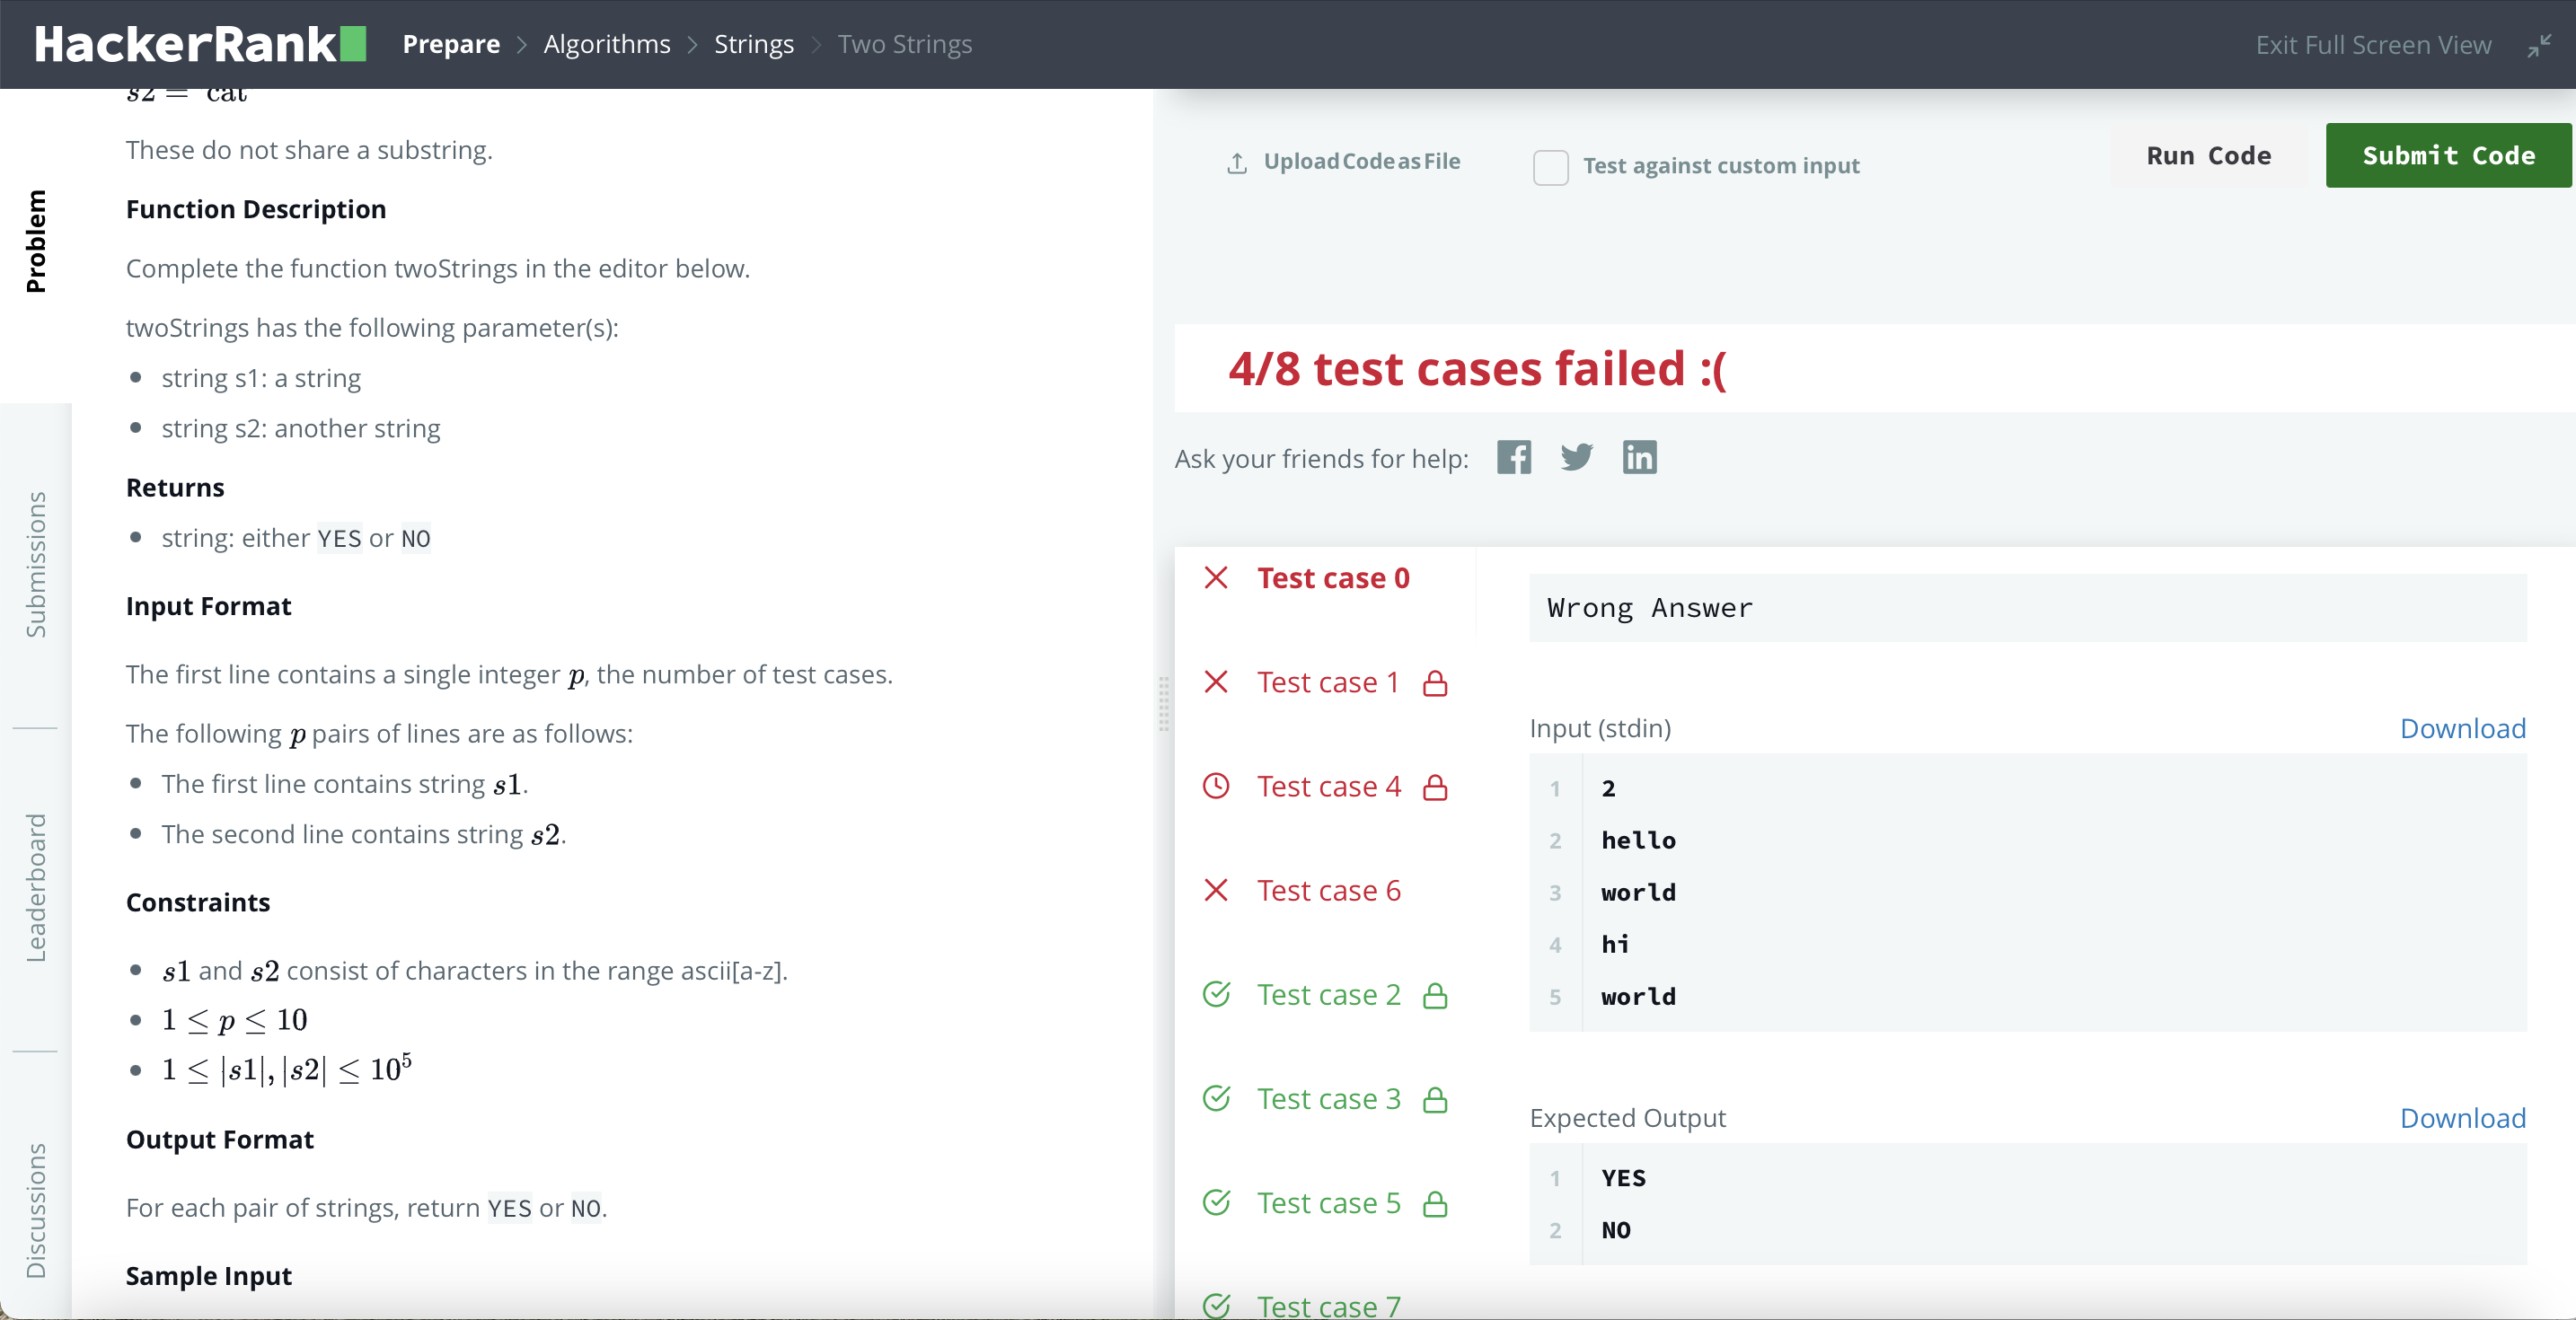 HackerRank Prepare > Algorithms > Strings > Two Strings Exit Full Screen View
s2 = "cat"
These do not share a substring.
Function Description
Complete the function twoStrings in the editor below.
twoStrings has the following parameter(s):
• string s1: a string
• string s2: another string
Returns
• string: either YES or NO
Input Format
The first line contains a single integer p, the number of test cases.
The following p pairs of lines are as follows:
• The first line contains string s1.
• The second line contains string s2.
Constraints
• s1 and s2 consist of characters in the range ascii[a-z].
• 1 ≤ p ≤ 10
• 1 ≤ |s1|, |s2| ≤ 10⁵
Output Format
For each pair of strings, return YES or NO.
Sample Input
Problem
Submissions
Leaderboard
Discussions
Upload Code as File
Test against custom input
Run Code
Submit Code
4/8 test cases failed :(
Ask your friends for help:
Test case 0
Test case 1
Test case 4
Test case 6
Test case 2
Test case 3
Test case 5
Test case 7
Wrong Answer
Input (stdin) Download
1 2
2 hello
3 world
4 hi
5 world
Expected Output Download
1 YES
2 NO